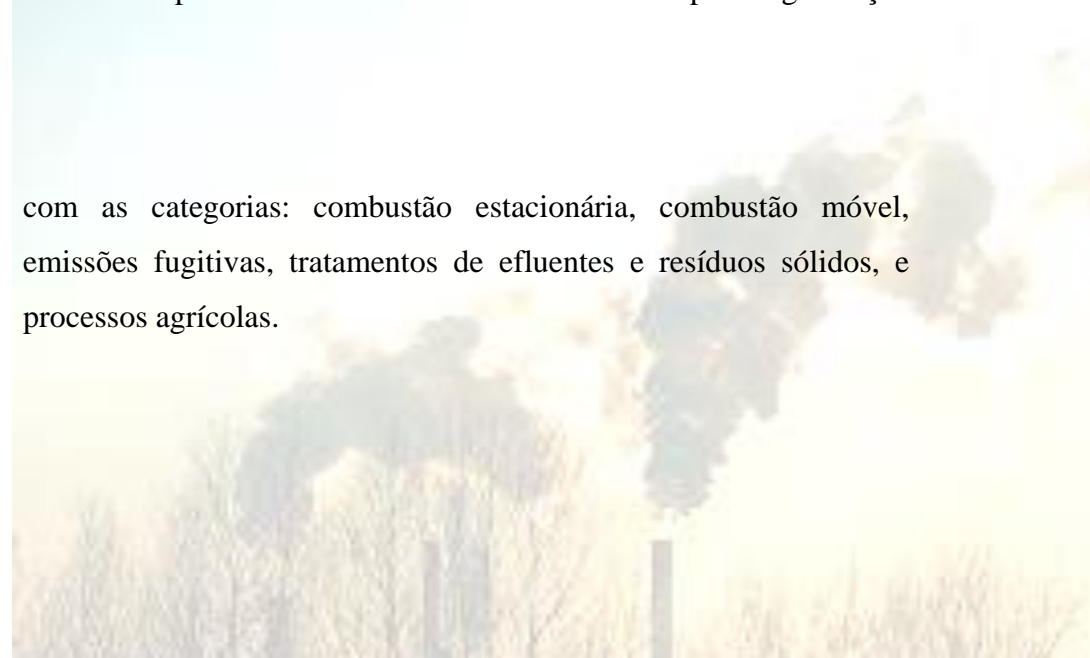 com as categorias: combustão estacionária, combustão móvel,
emissões fugitivas, tratamentos de efluentes e resíduos sólidos, e
processos agrícolas.